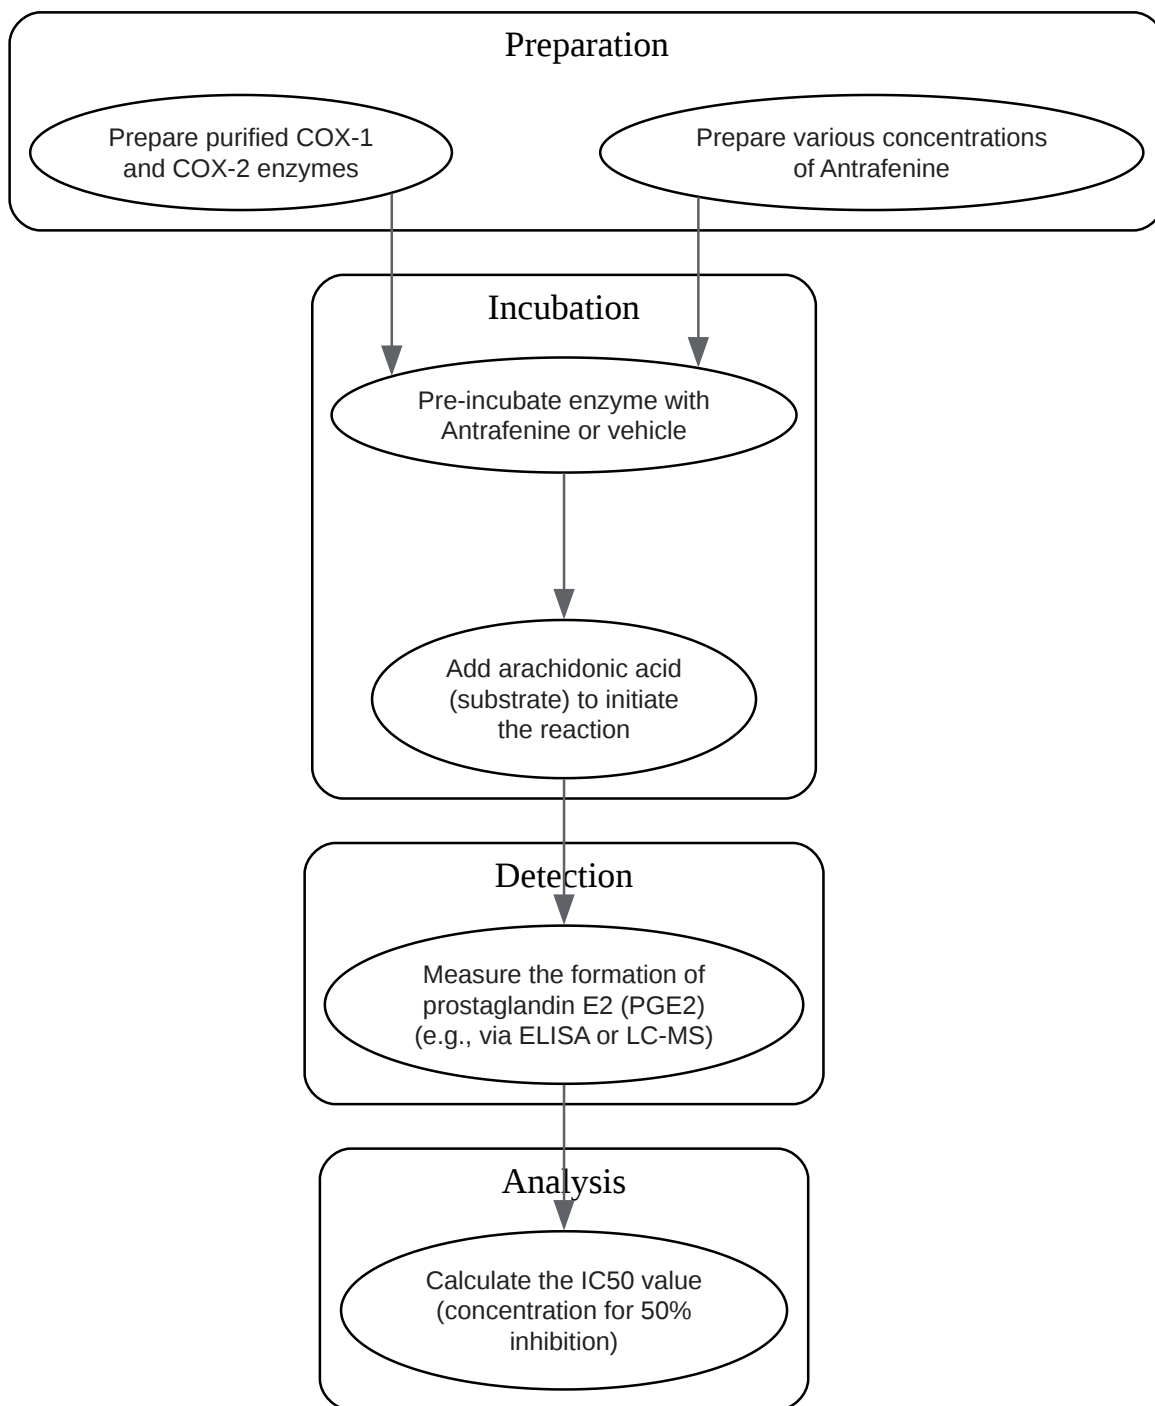 Preparation
Prepare purified COX-1
and COX-2 enzymes
Prepare various concentrations
of Antrafenine
Incubation
Pre-incubate enzyme with
Antrafenine or vehicle
Add arachidonic acid
(substrate) to initiate
the reaction
Detection
Measure the formation of
prostaglandin E2 (PGE2)
(e.g., via ELISA or LC-MS)
Analysis
Calculate the IC50 value
(concentration for 50%
inhibition)